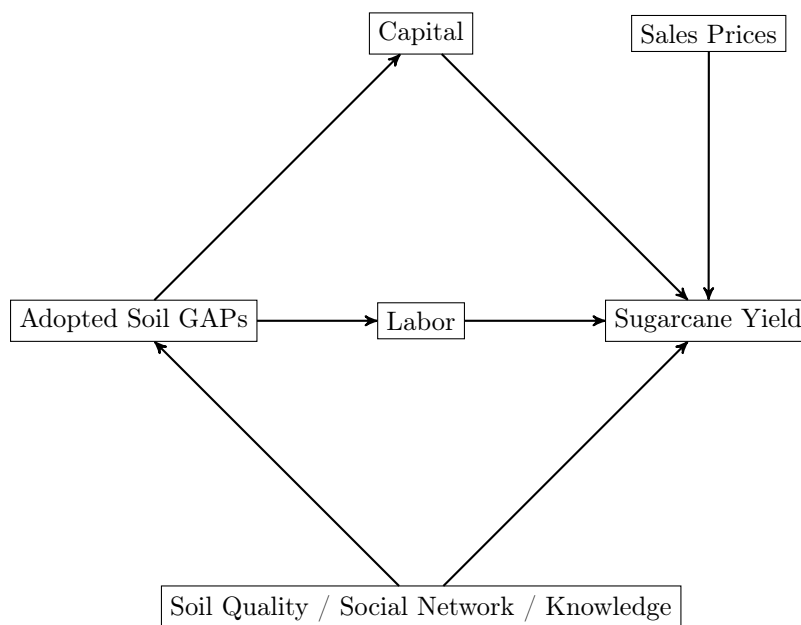 Capital
Sales Prices
Adopted Soil GAPs
Labor
Sugarcane Yield
Soil Quality / Social Network / Knowledge